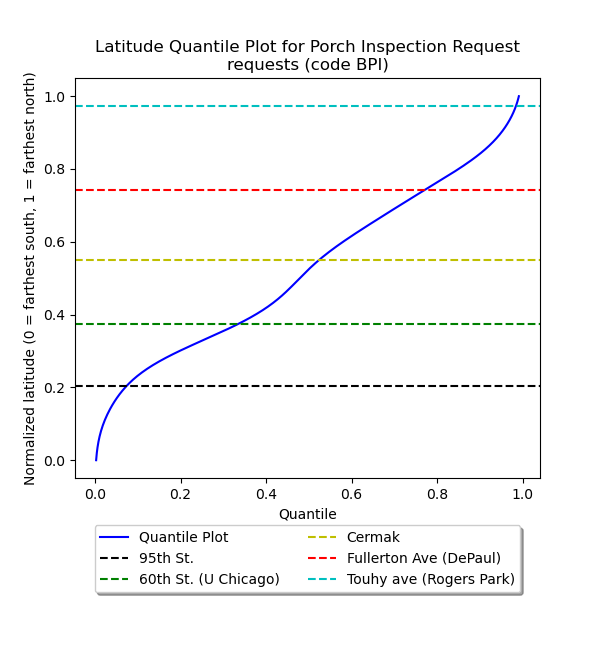 Latitude Quantile Plot for Porch Inspection Request
requests (code BPI)
Normalized latitude (0 = farthest south, 1 = farthest north)
1.0
0.8
0.6
0.4
0.2
0.0
0.0 0.2 0.4 0.6 0.8 1.0
Quantile
Quantile Plot
95th St.
60th St. (U Chicago)
Cermak
Fullerton Ave (DePaul)
Touhy ave (Rogers Park)